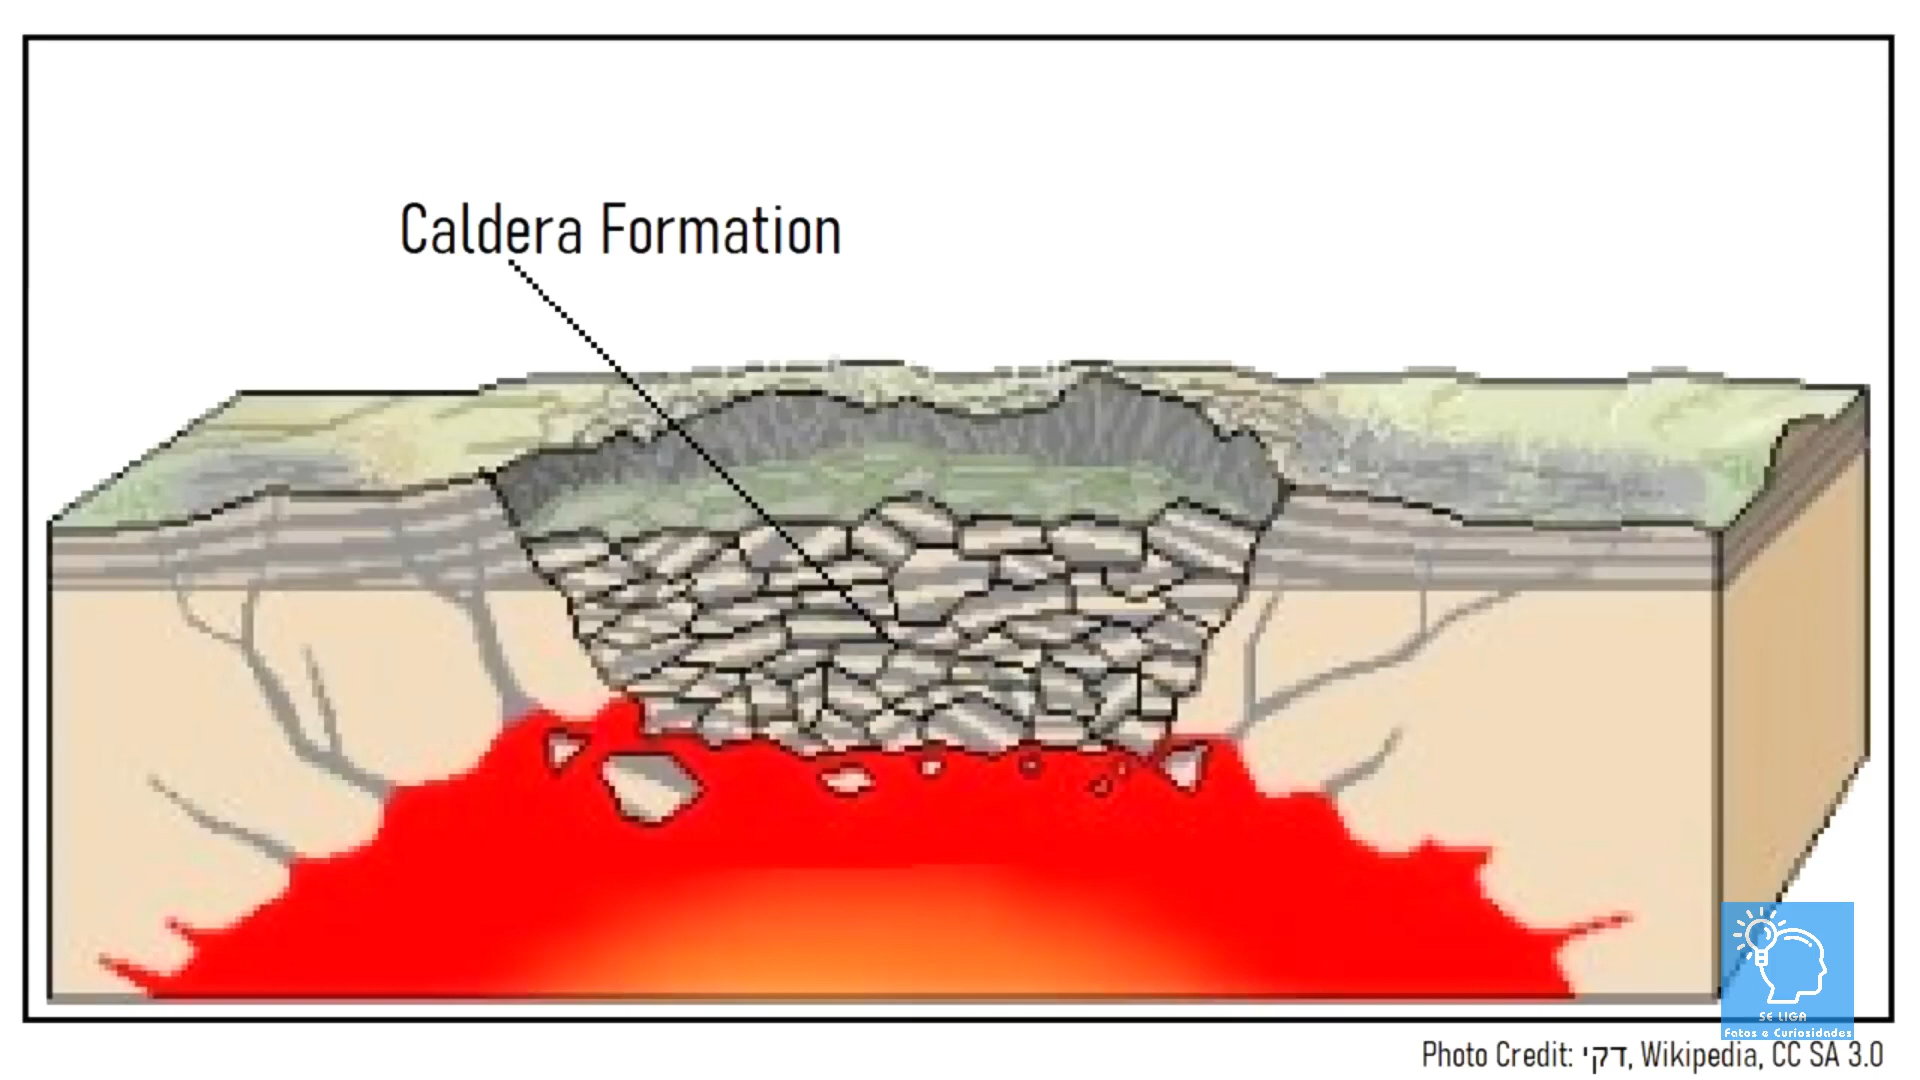 Caldera Formation
SE LIGA
Fatos e Curiosidades
Photo Credit: דקי, Wikipedia, CC SA 3.0